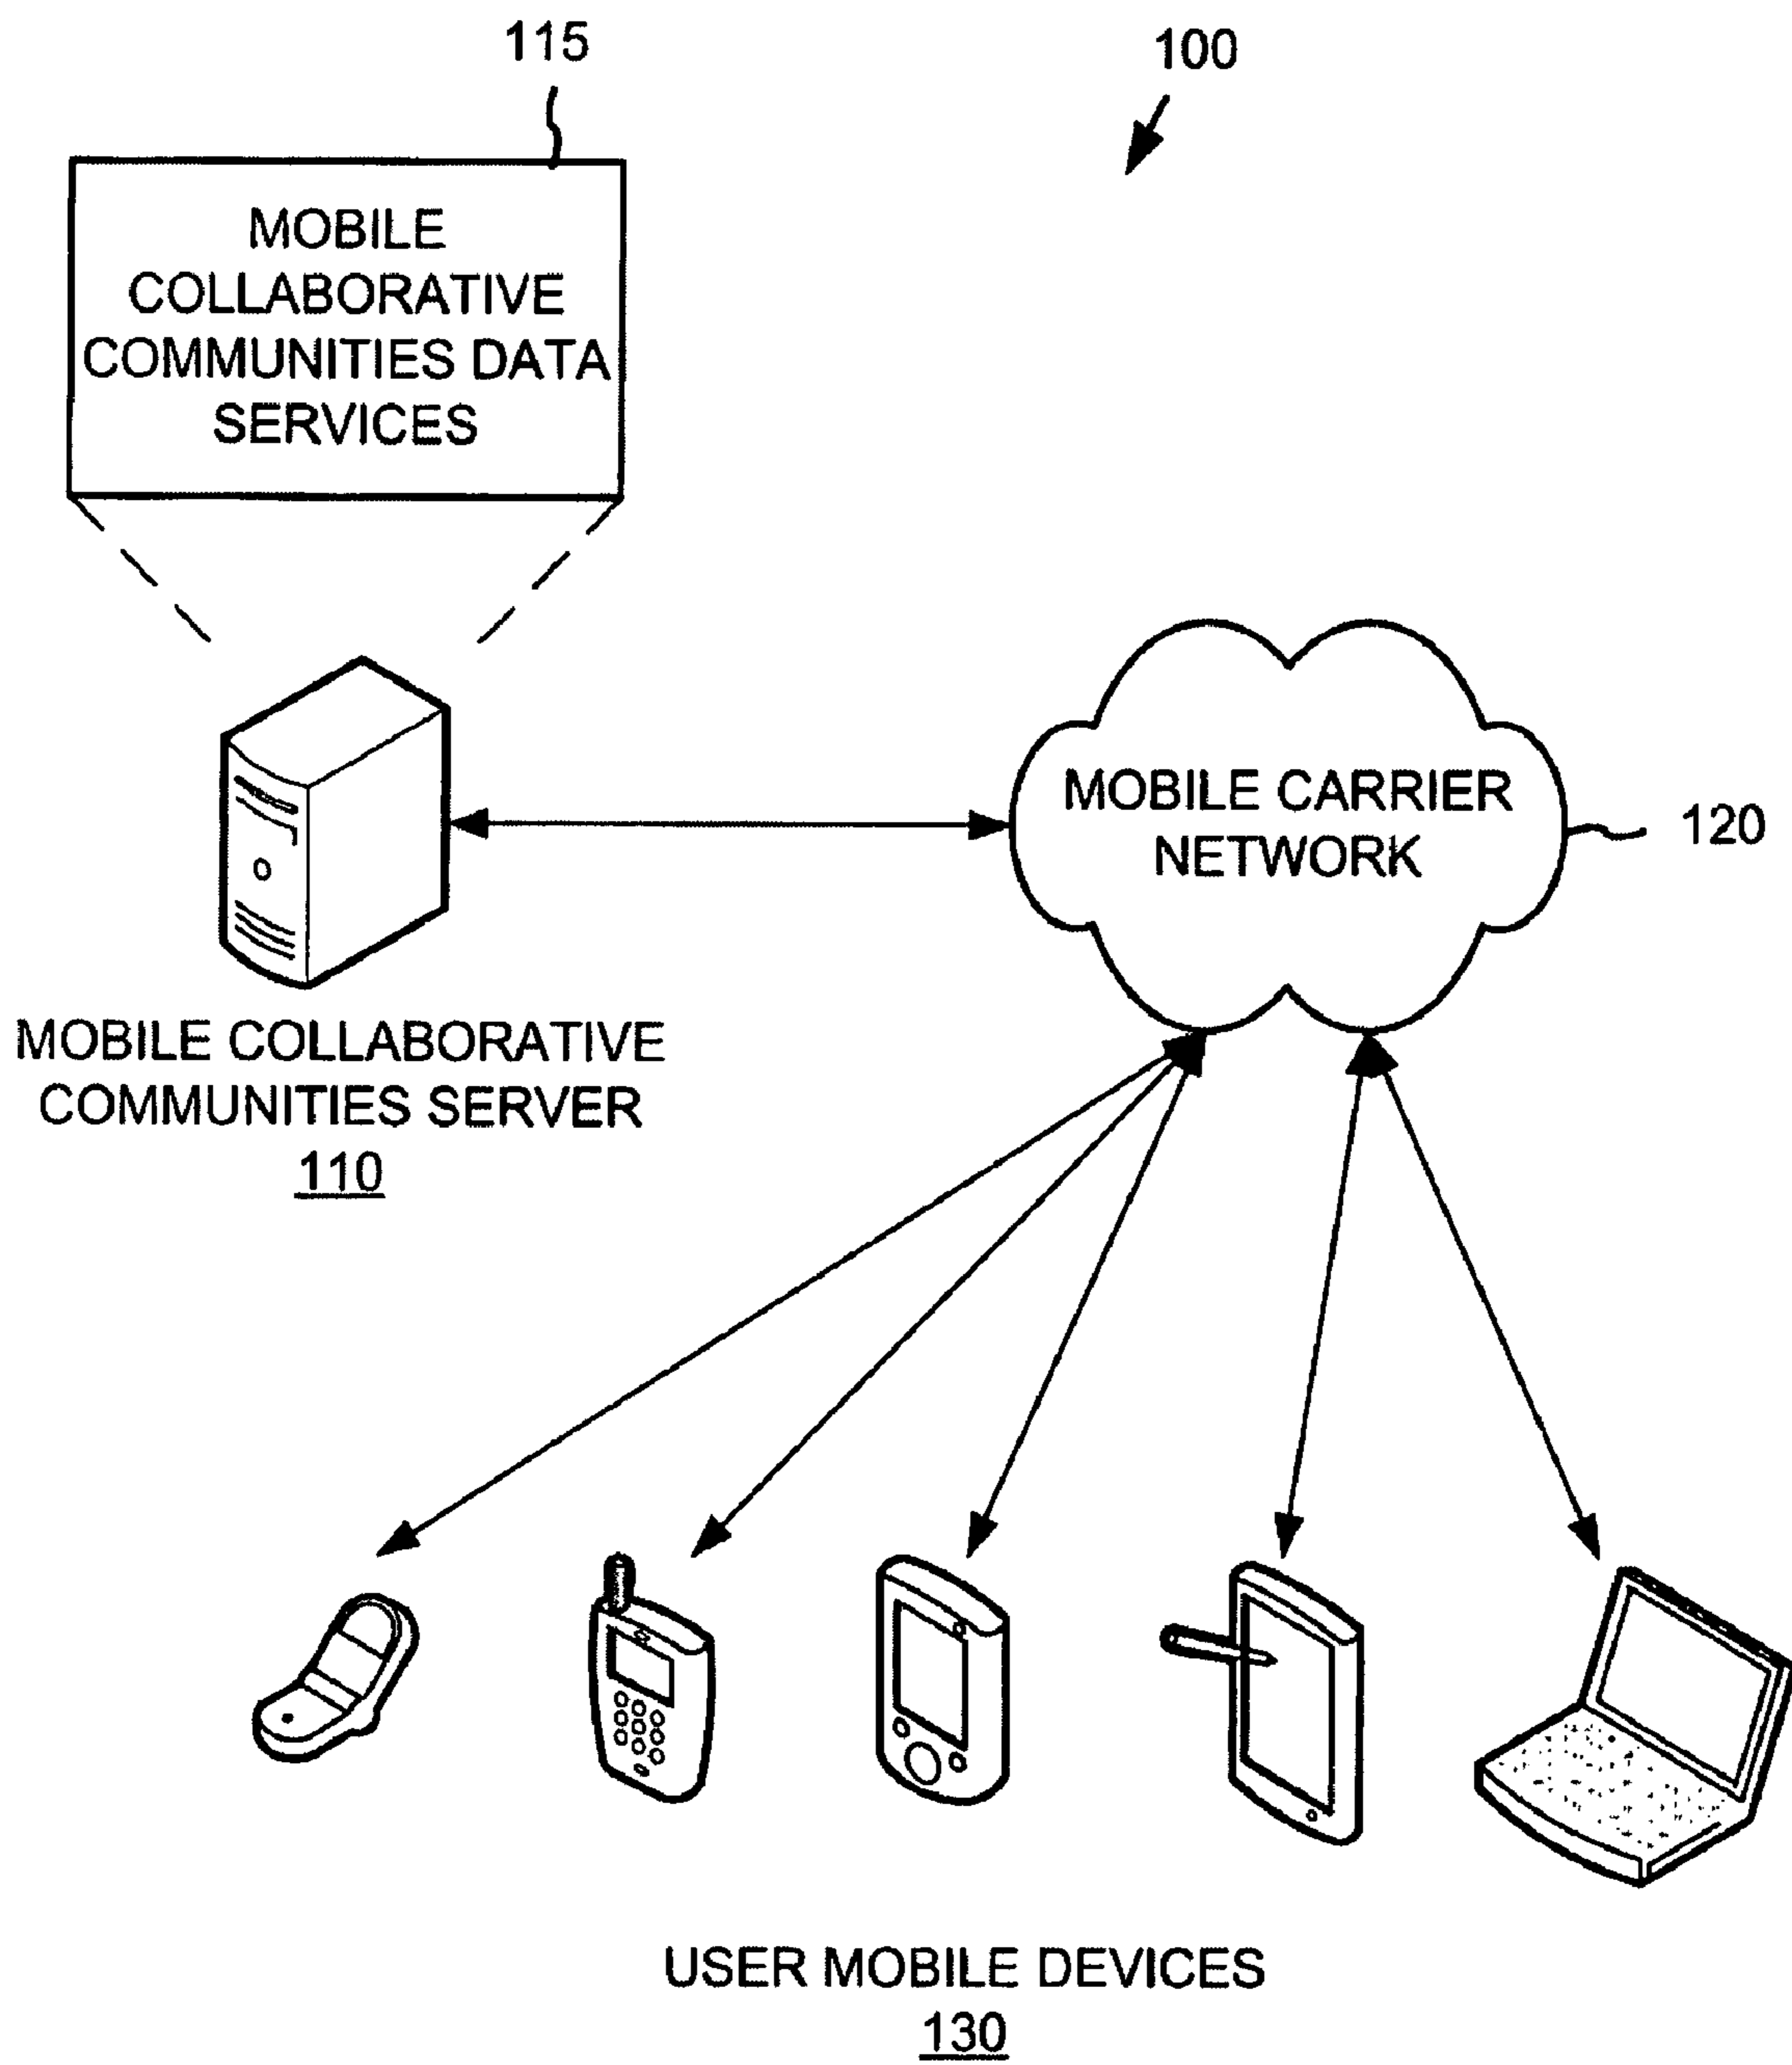 115
100
MOBILE
COLLABORATIVE
COMMUNITIES DATA
SERVICES
MOBILE CARRIER
NETWORK
120
MOBILE COLLABORATIVE
COMMUNITIES SERVER
110
USER MOBILE DEVICES
130